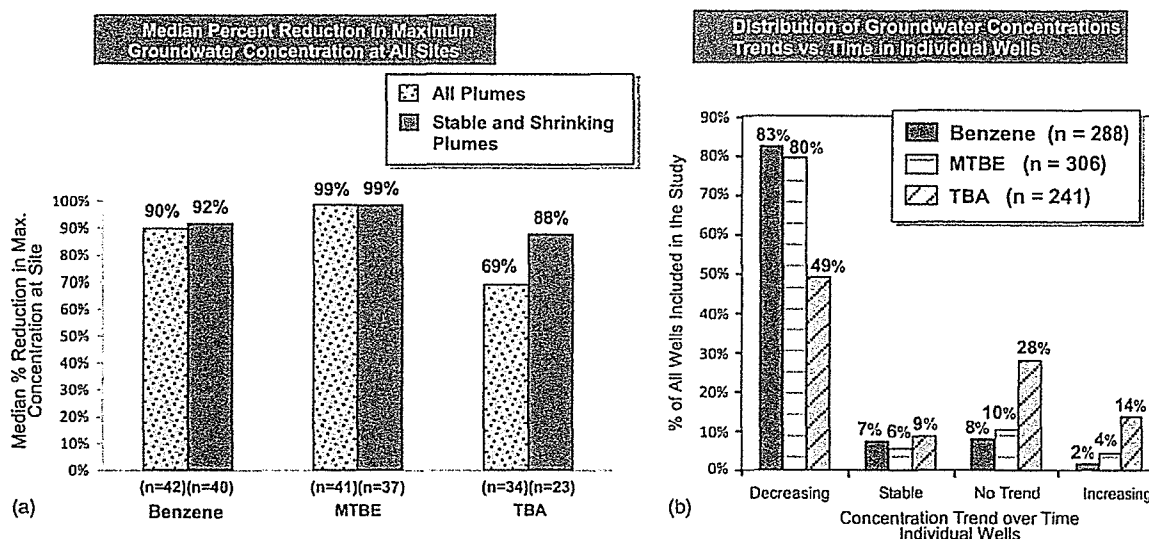 Median Percent Reduction in Maximum
Groundwater Concentration at All Sites
All Plumes
Stable and Shrinking
Plumes
Median % Reduction in Max.
Concentration at Site
100%
90%
80%
70%
60%
50%
40%
30%
20%
10%
0%
90%
92%
99%
99%
69%
88%
(n=42)(n=40)
(n=41)(n=37)
(n=34)(n=23)
Benzene
MTBE
TBA
(a)
Distribution of Groundwater Concentrations
Trends vs. Time in Individual Wells
Benzene (n = 288)
MTBE (n = 306)
TBA (n = 241)
% of All Wells Included in the Study
90%
80%
70%
60%
50%
40%
30%
20%
10%
0%
83%
80%
49%
7%
6%
9%
8%
10%
28%
2%
4%
14%
Decreasing
Stable
No Trend
Increasing
(b)
Concentration Trend over Time
Individual Wells